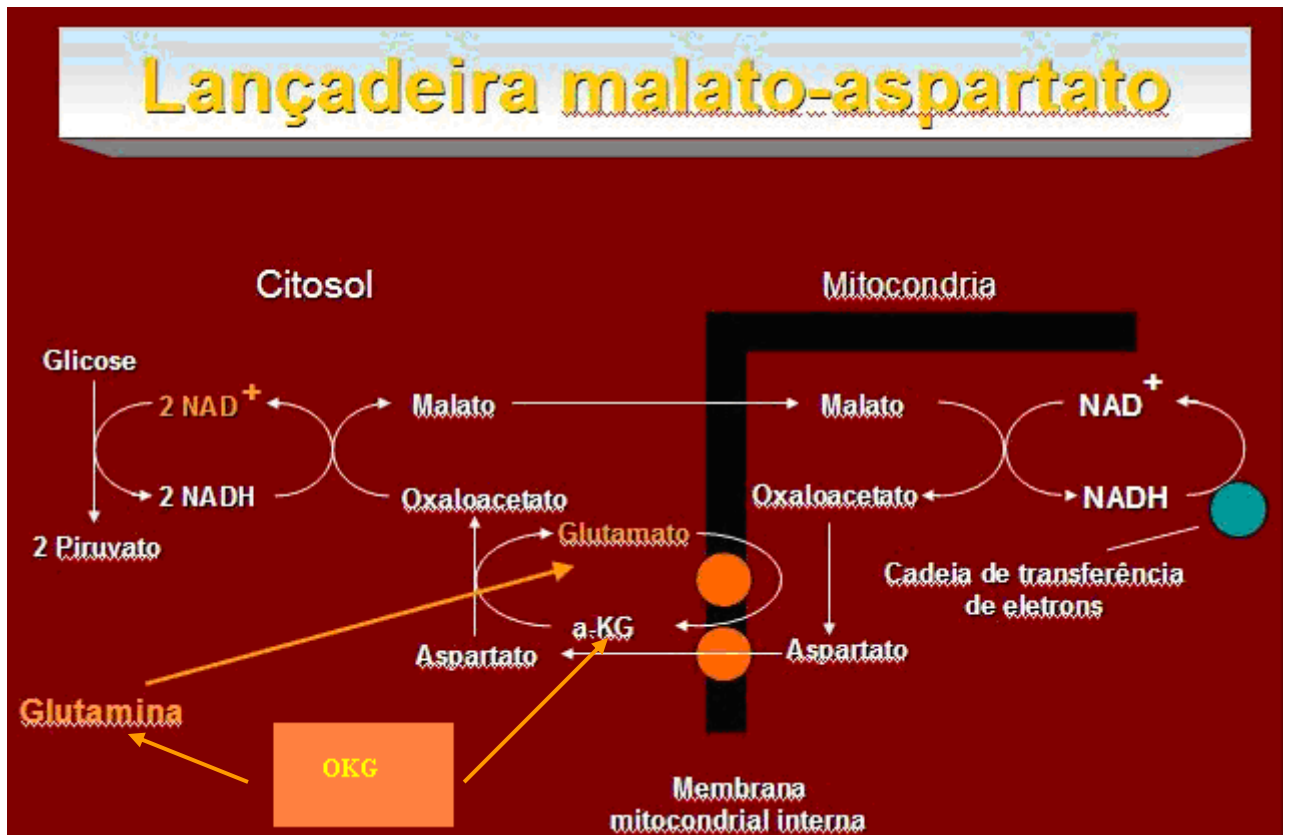 Lançadeira malato-aspartato
Citosol
Mitocondria
Glicose
2 NAD+
Malato
Malato
NAD+
2 NADH
Oxaloacetato
Oxaloacetato
NADH
2 Piruvato
Glutamato
Cadeia de transferência
de eletrons
a-KG
Aspartato
Aspartato
Glutamina
OKG
Membrana
mitocondrial interna